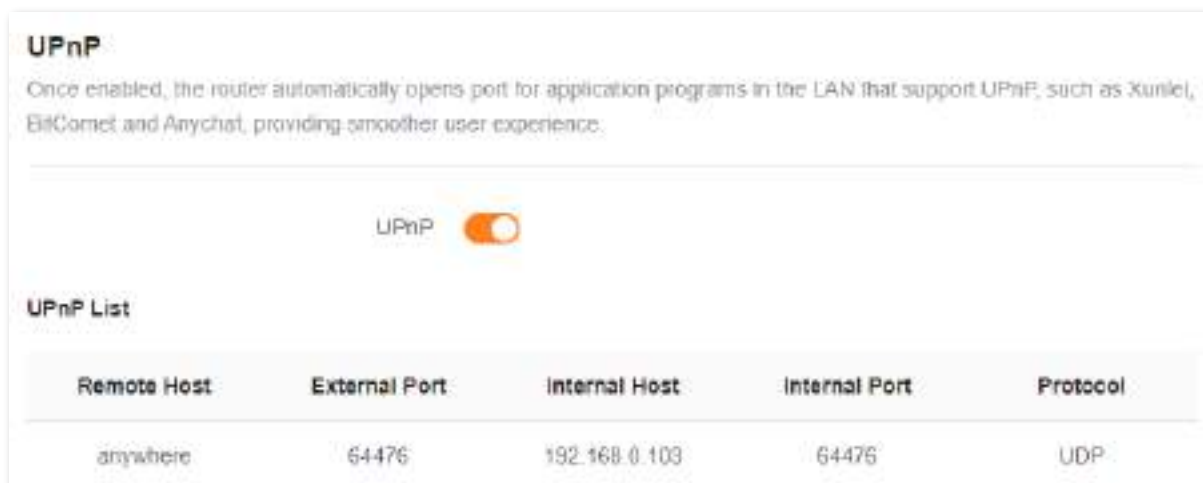 UPnP
Once enabled, the router automatically opens port for application programs in the LAN that support UPnP, such as Xunlei,
BitComet and Anychat, providing smoother user experience.
UPnP
UPnP List
Remote Host External Port Internal Host Internal Port Protocol
anywhere 64476 192.168.0.103 64476 UDP